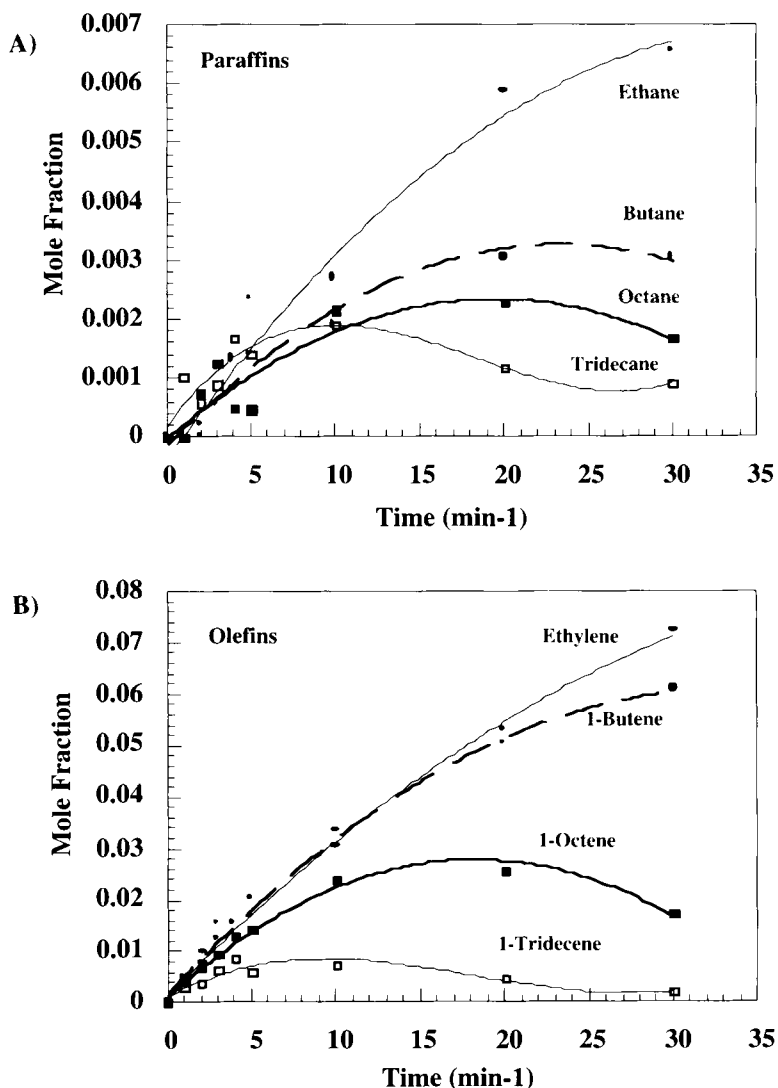 A)
0.007
0.006
0.005
0.004
0.003
0.002
0.001
0
Mole Fraction
Paraffins
Ethane
Butane
Octane
Tridecane
0 5 10 15 20 25 30 35
Time (min-1)
B)
0.08
0.07
0.06
0.05
0.04
0.03
0.02
0.01
0
Mole Fraction
Olefins
Ethylene
1-Butene
1-Octene
1-Tridecene
0 5 10 15 20 25 30 35
Time (min-1)